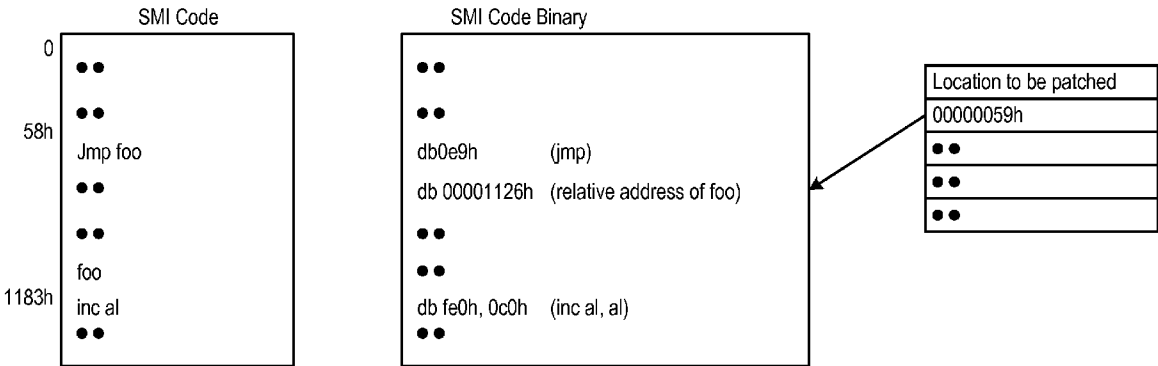 SMI Code
0
58h
Jmp foo
foo
1183h
inc al
SMI Code Binary
db0e9h (jmp)
db 00001126h (relative address of foo)
db fe0h, 0c0h (inc al, al)
Location to be patched
00000059h